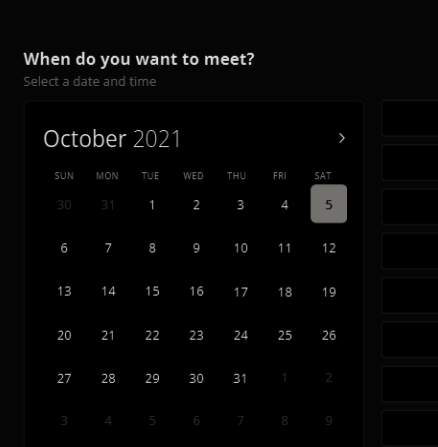 When do you want to meet?
Select a date and time
October 2021
SUN MON TUE WED THU FRI SAT
30 31 1 2 3 4 5
6 7 8 9 10 11 12
13 14 15 16 17 18 19
20 21 22 23 24 25 26
27 28 29 30 31 1 2
3 4 5 6 7 8 9